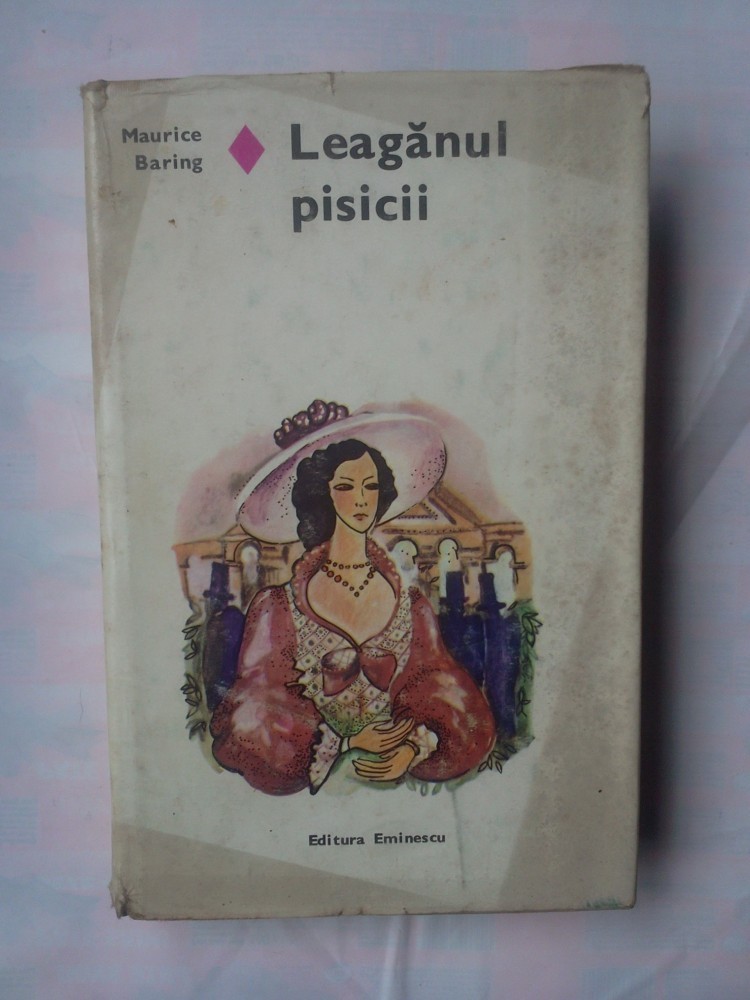 Maurice
Baring
Leagănul
pisicii
Editura Eminescu